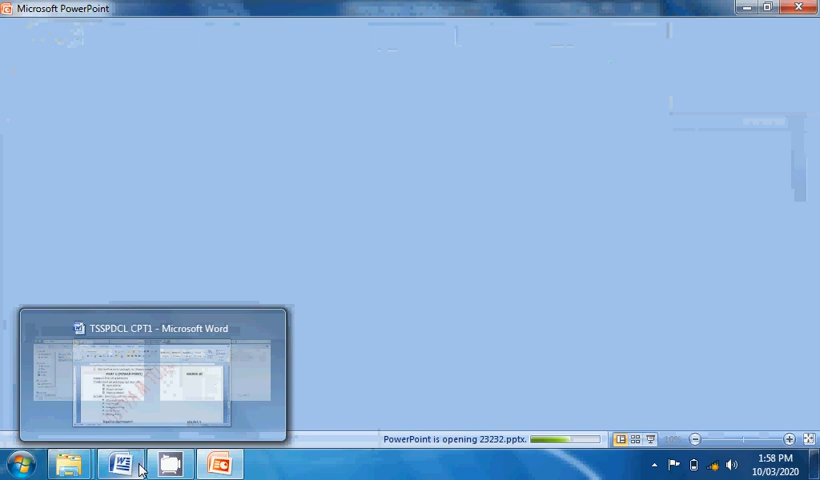 Microsoft PowerPoint
TSSPDCL CPT1 - Microsoft Word
PowerPoint is opening 23232.pptx.
1:58 PM
10/03/2020